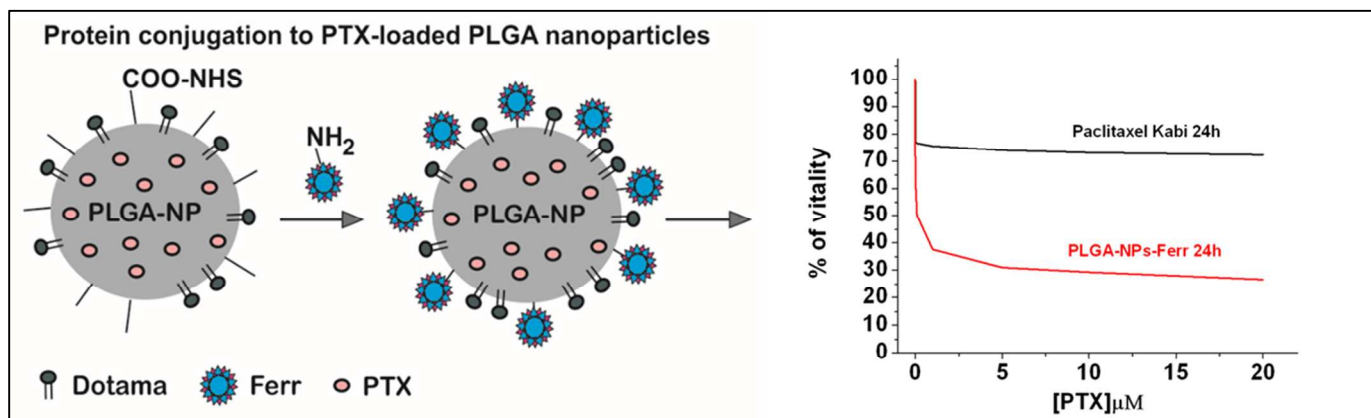 Protein conjugation to PTX-loaded PLGA nanoparticles
COO-NHS
NH2
PLGA-NP
PLGA-NP
Dotama
Ferr
PTX
% of vitality
100
90
80
70
60
50
40
30
20
10
0
Paclitaxel Kabi 24h
PLGA-NPs-Ferr 24h
0
5
10
15
20
[PTX]µM